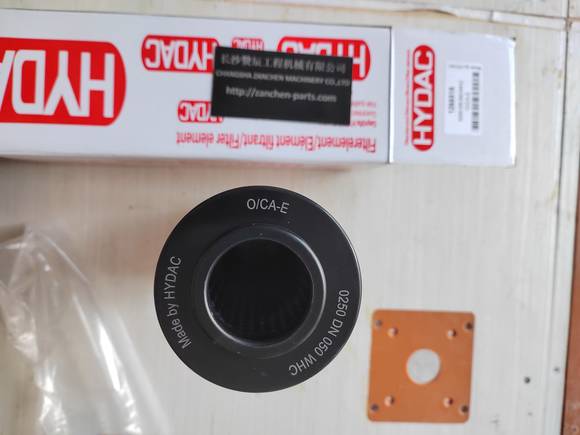 HYDAC
HYDAC
HYDAC
长沙赞辰工程机械有限公司
CHANGSHA ZANCHEN MACHINERY CO.,LTD
http://zanchen-parts.com
HYDAC
Filterelement/Element filtrant/Filter element
HYDAC
O/CA-E
Made by HYDAC
0250 DN 050 WHC